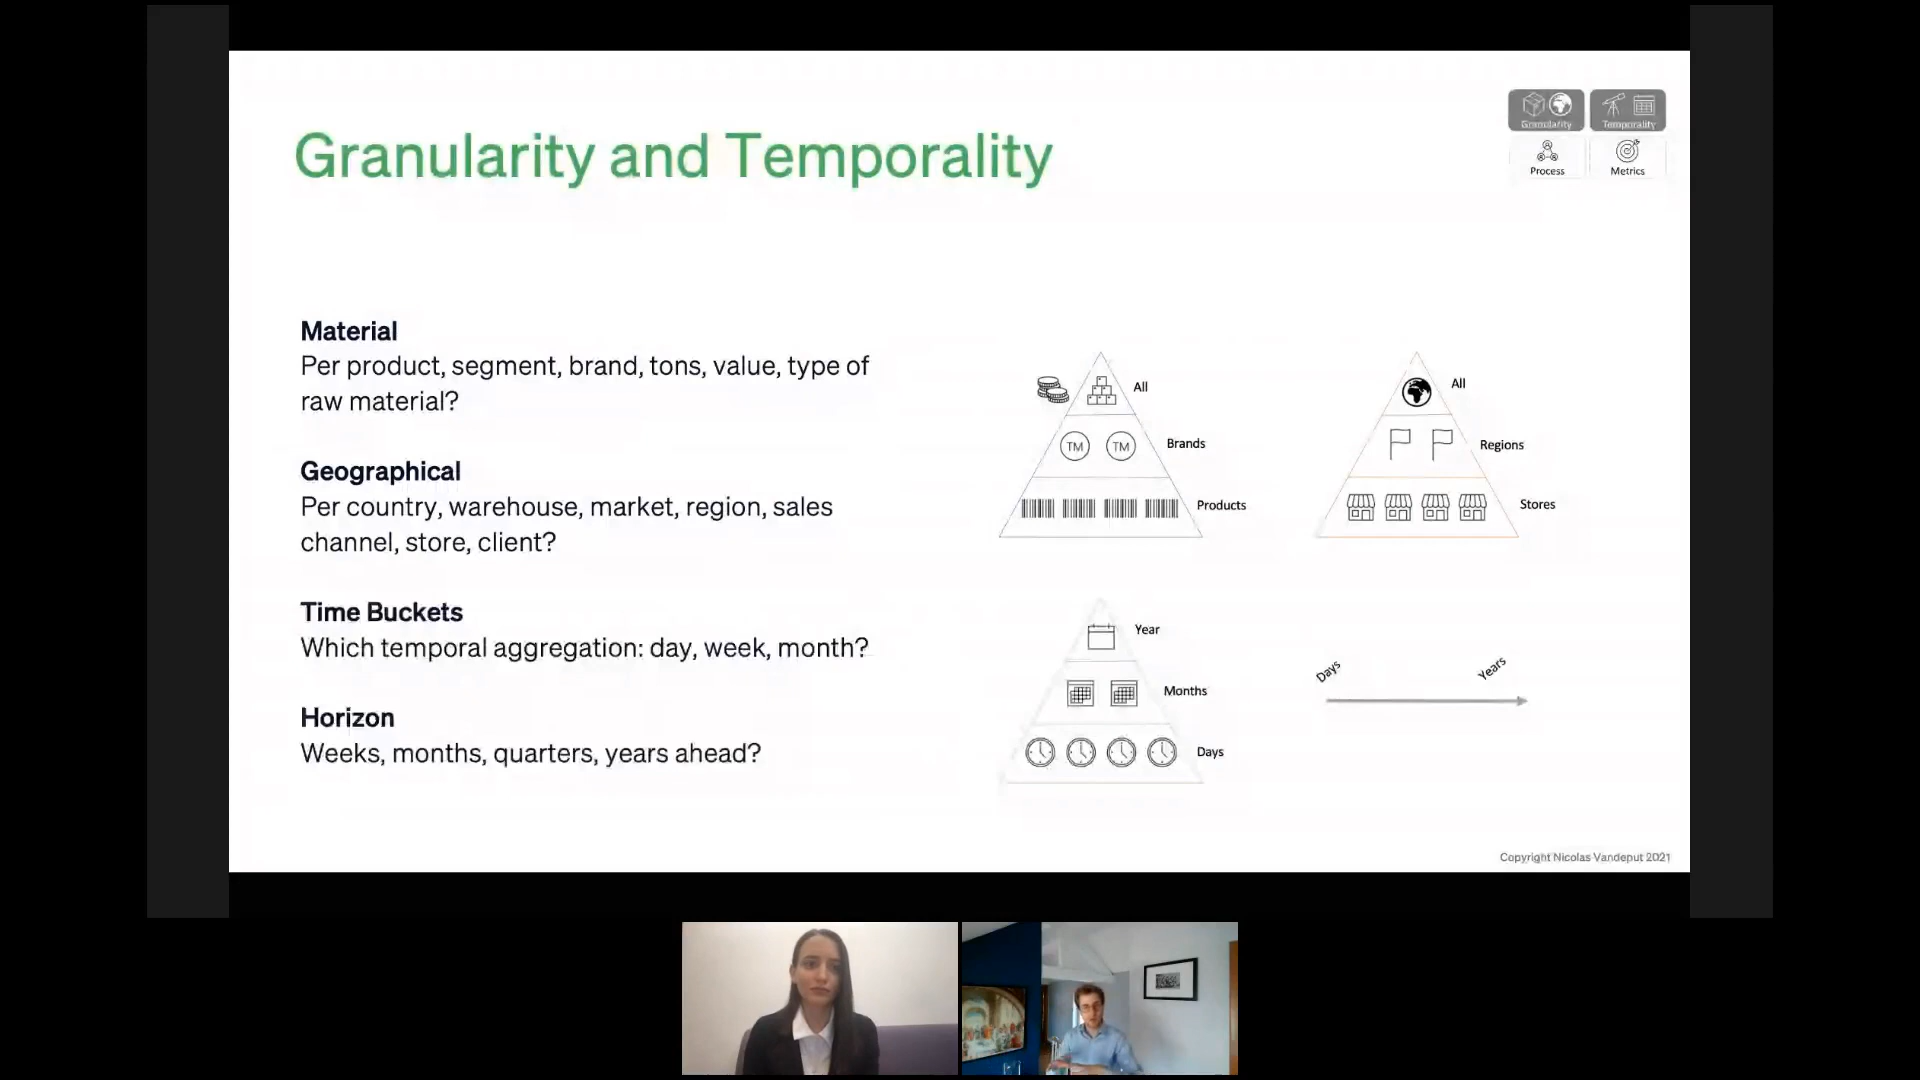 Granularity and Temporality
Granularity
Temporality
Process
Metrics
Material
Per product, segment, brand, tons, value, type of
raw material?
Geographical
Per country, warehouse, market, region, sales
channel, store, client?
Time Buckets
Which temporal aggregation: day, week, month?
Horizon
Weeks, months, quarters, years ahead?
All
TM TM
Brands
Products
All
Regions
Stores
Year
Months
Days
Days
Years
Copyright Nicolas Vandeput 2021